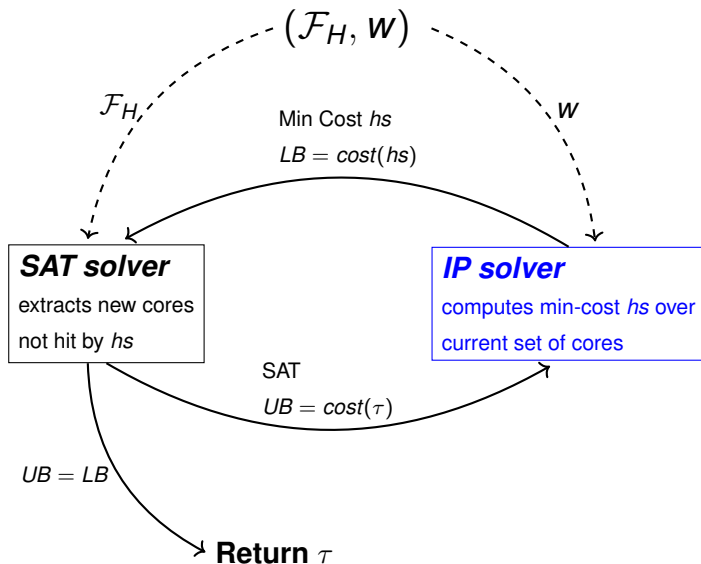 (𝓕_H, w)
𝓕_H
w
Min Cost hs
LB = cost(hs)
SAT solver
extracts new cores
not hit by hs
IP solver
computes min-cost hs over
current set of cores
SAT
UB = cost(τ)
UB = LB
Return τ